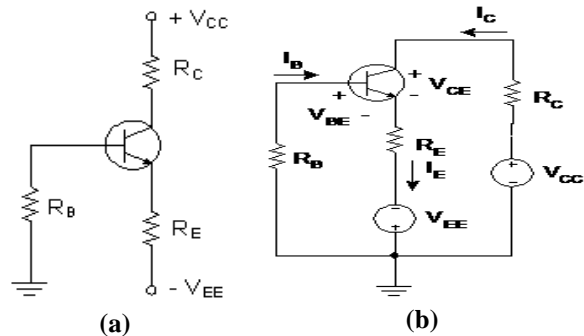 + VCC
RC
RB
RE
- VEE
(a)
IC
IB
+
VCE
-
+
VBE -
RC
RB
RE
IE
+
-
VCC
-
+
VEE
(b)